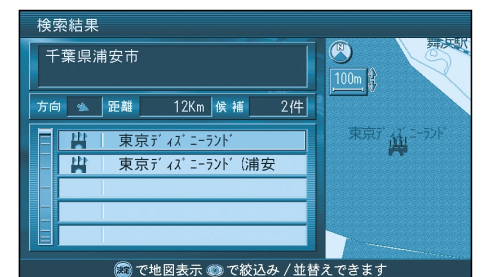 検索結果
千葉県浦安市
方向 距離 12Km 候補 2件
東京ﾃﾞｨｽﾞﾆｰﾗﾝﾄﾞ
東京ﾃﾞｨｽﾞﾆｰﾗﾝﾄﾞ(浦安
舞浜駅
N
100m
東京ﾃﾞｨｽﾞﾆｰﾗﾝﾄﾞ
で地図表示 で絞込み/並替えできます